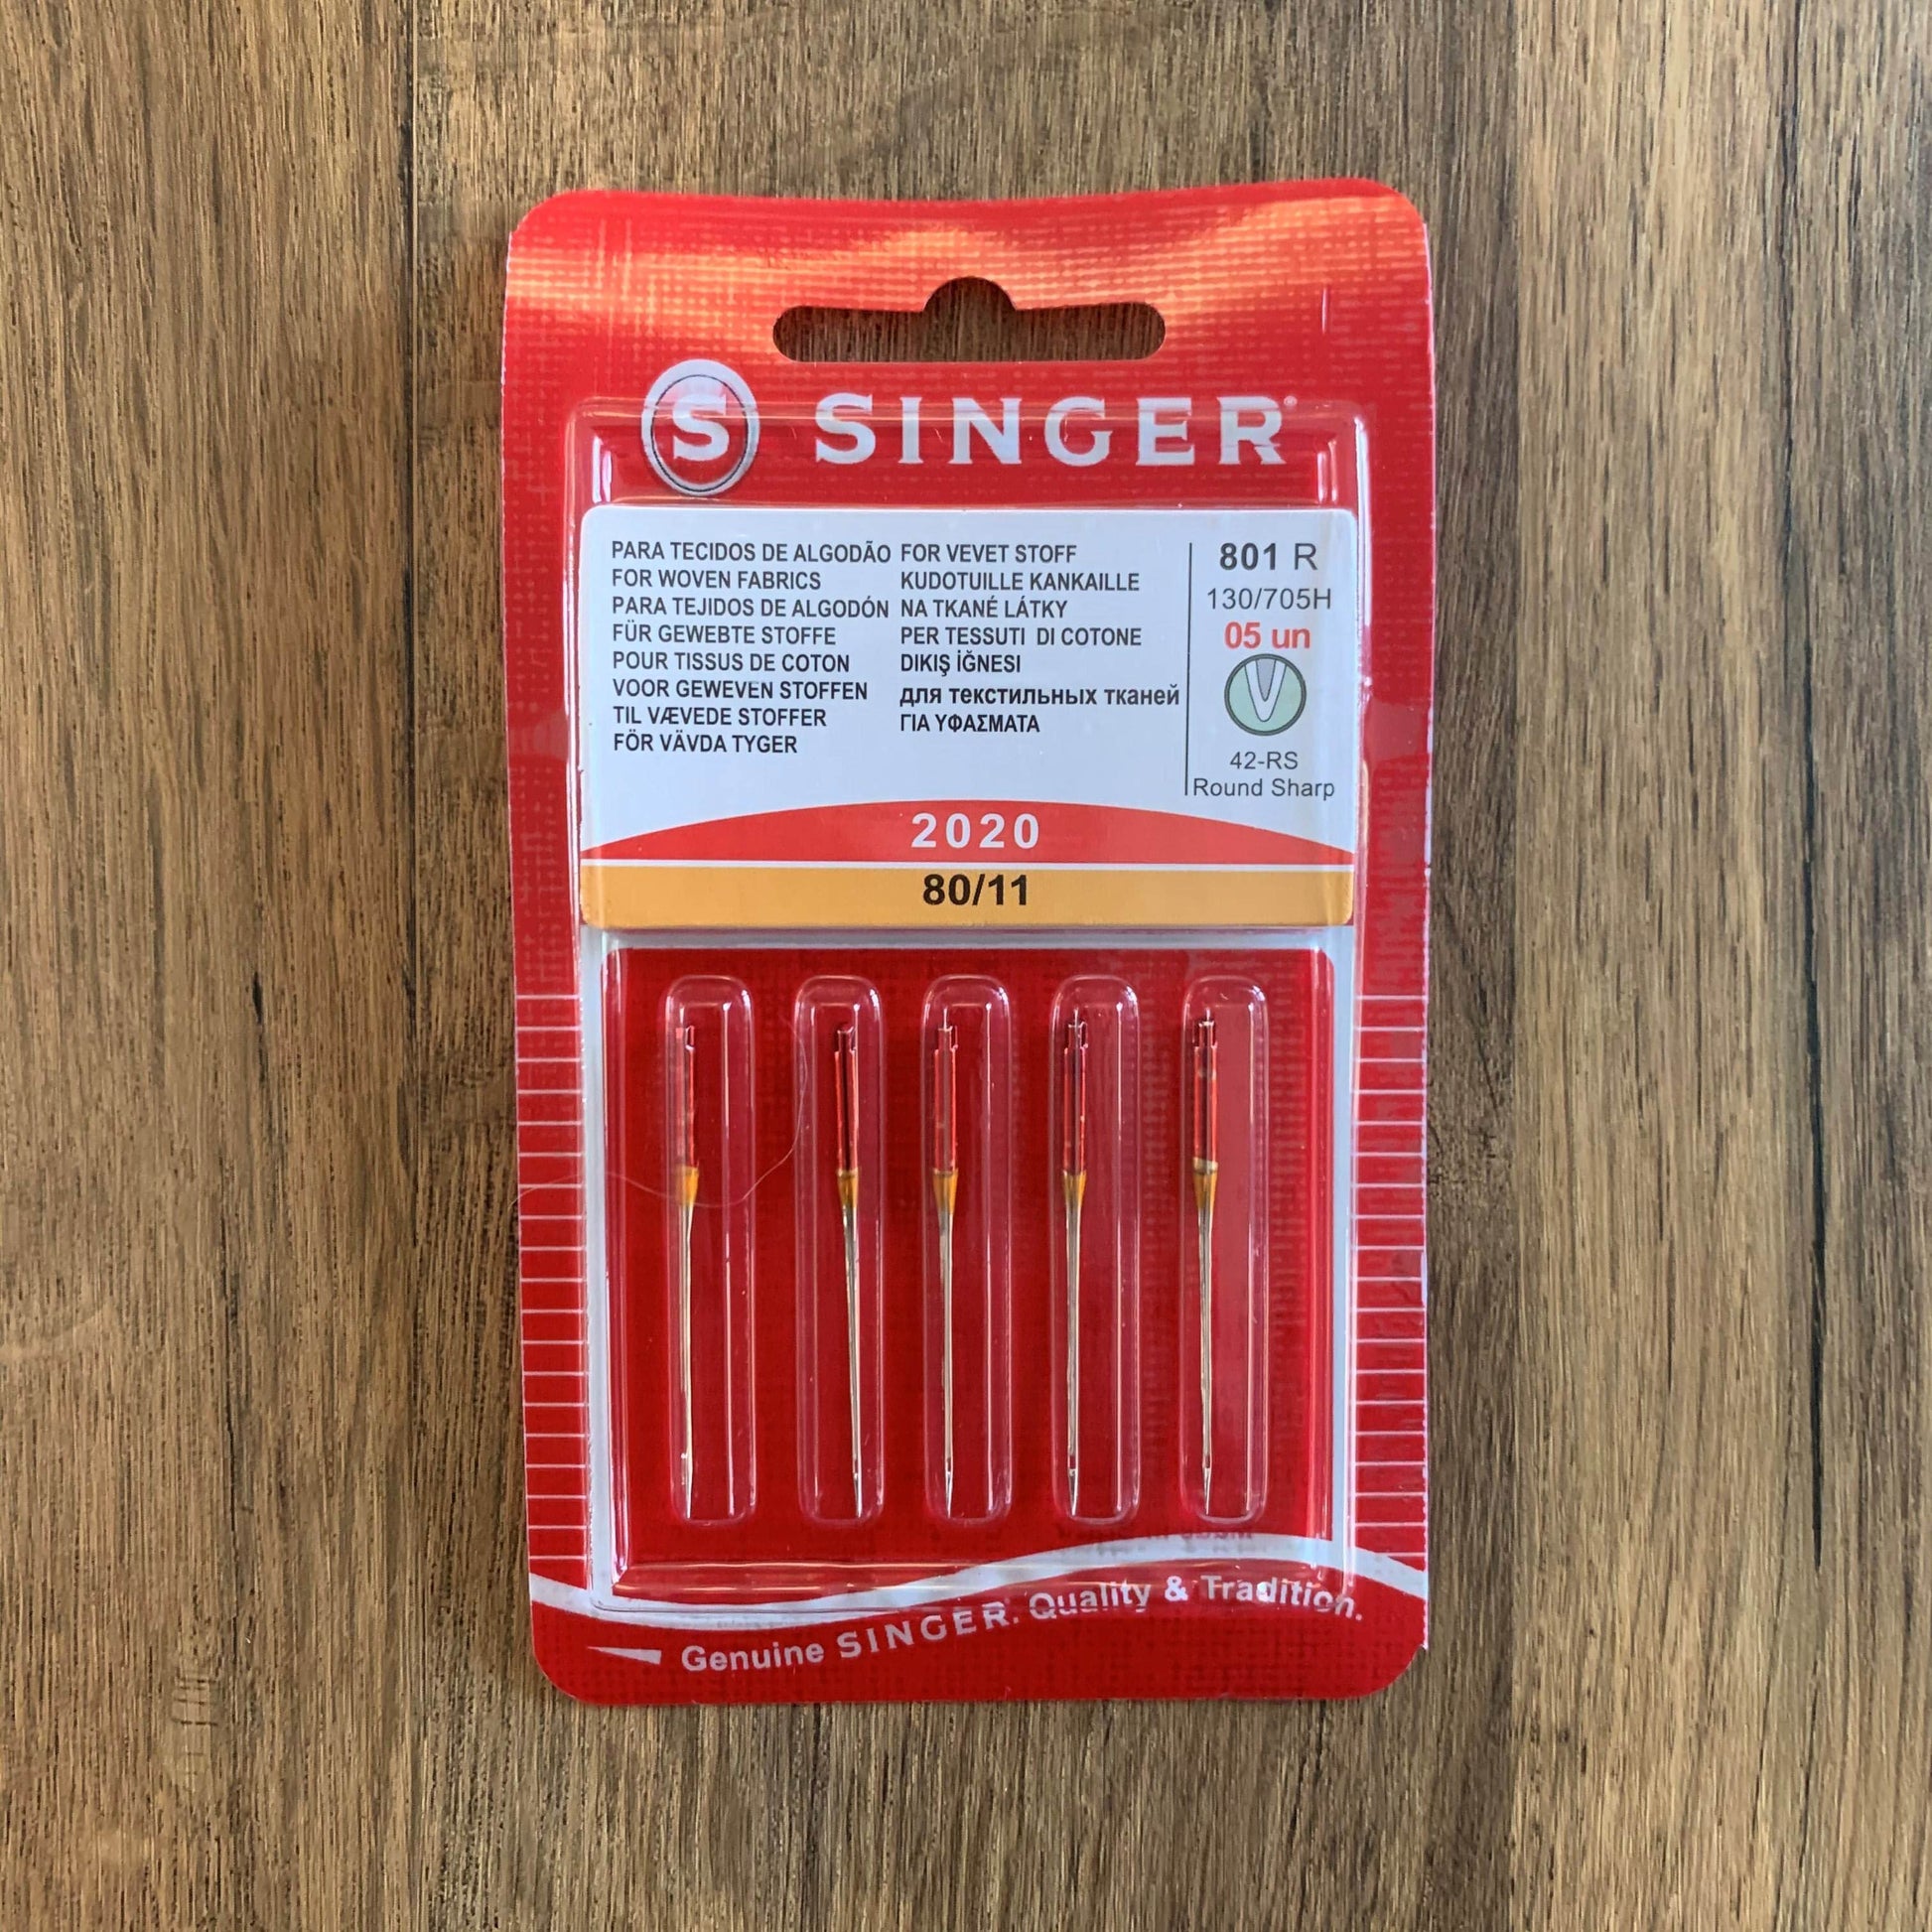 S SINGER®
PARA TECIDOS DE ALGODÃO
FOR WOVEN FABRICS
PARA TEJIDOS DE ALGODÓN
FÜR GEWEBTE STOFFE
POUR TISSUS DE COTON
VOOR GEWEVEN STOFFEN
TIL VÆVEDE STOFFER
FÖR VÄVDA TYGER
FOR VEVET STOFF
KUDOTUILLE KANKAILLE
NA TKANÉ LÁTKY
PER TESSUTI DI COTONE
DIKIŞ İĞNESI
для текстильных тканей
ΓΙΑ ΥΦΑΣΜΑΤΑ
801 R
130/705H
05 un
42-RS
Round Sharp
2020
80/11
Genuine SINGER. Quality & Tradition.